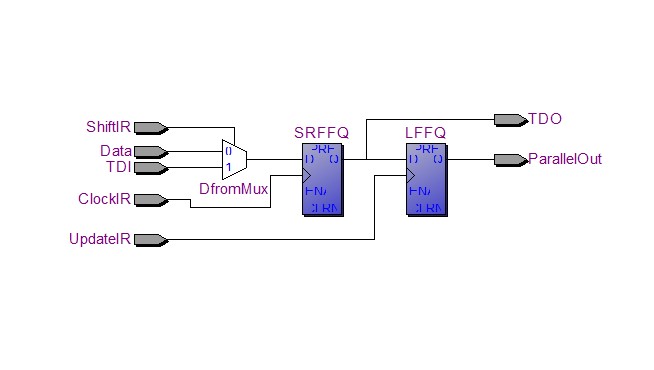 ShiftIR
Data
TDI
ClockIR
UpdateIR
0
1
DfromMux
SRFFQ
PRE
D Q
ENA
CLRN
LFFQ
PRE
D Q
ENA
CLRN
TDO
ParallelOut